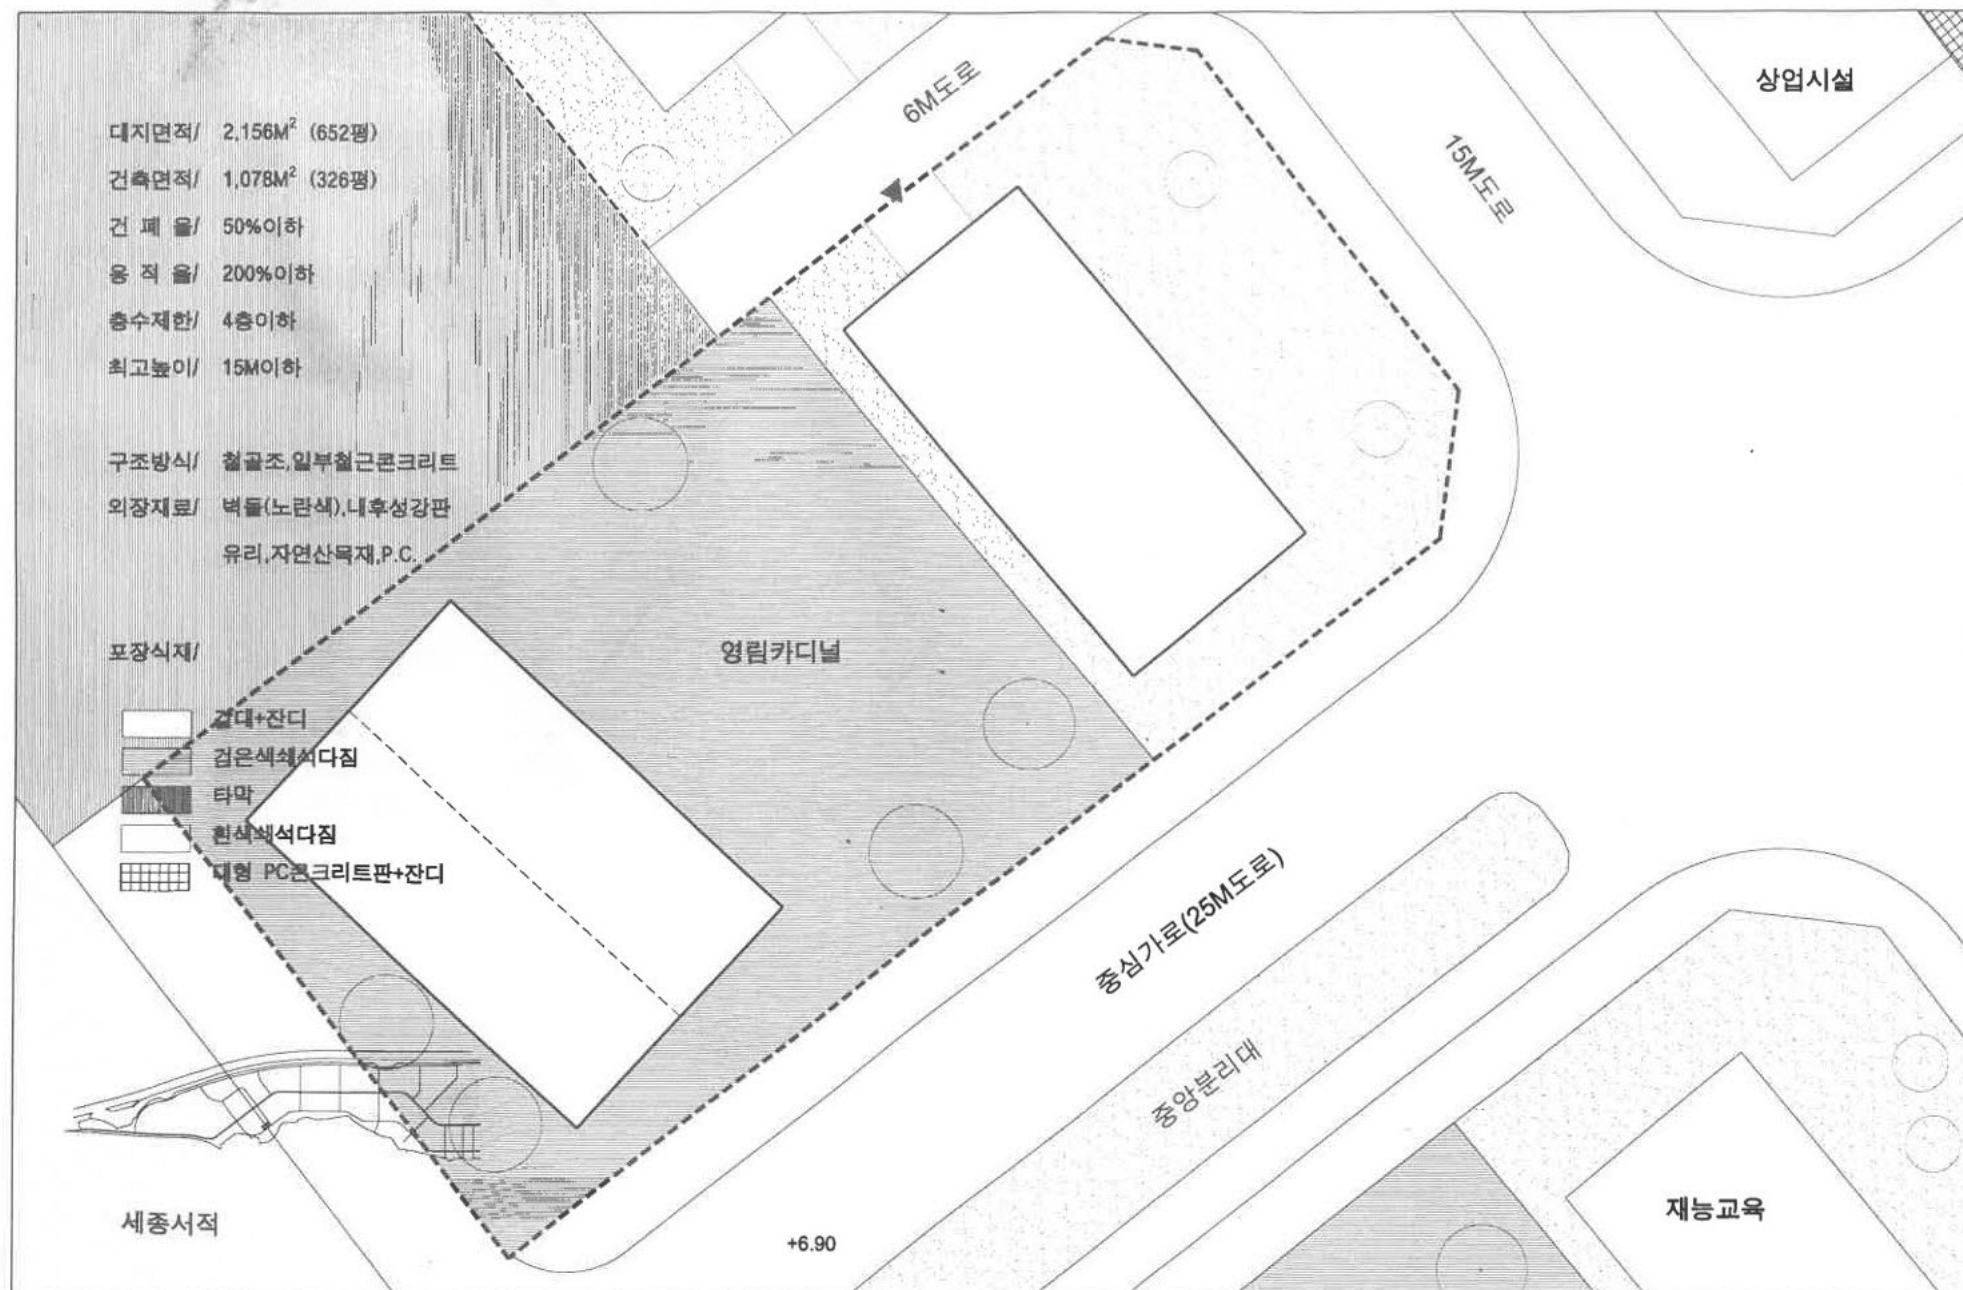 대지면적/ 2,156M² (652평)
건축면적/ 1,078M² (326평)
건 폐 율/ 50%이하
용 적 율/ 200%이하
층수제한/ 4층이하
최고높이/ 15M이하
구조방식/ 철골조,일부철근콘크리트
외장재료/ 벽돌(노란색),내후성강판
유리,자연산목재,P.C.
포장식재/
갈대+잔디
검은색쇄석다짐
타막
흰색쇄석다짐
대형 PC콘크리트판+잔디
6M도로
15M도로
상업시설
영림카디널
중심가로(25M도로)
중앙분리대
재능교육
세종서적
+6.90